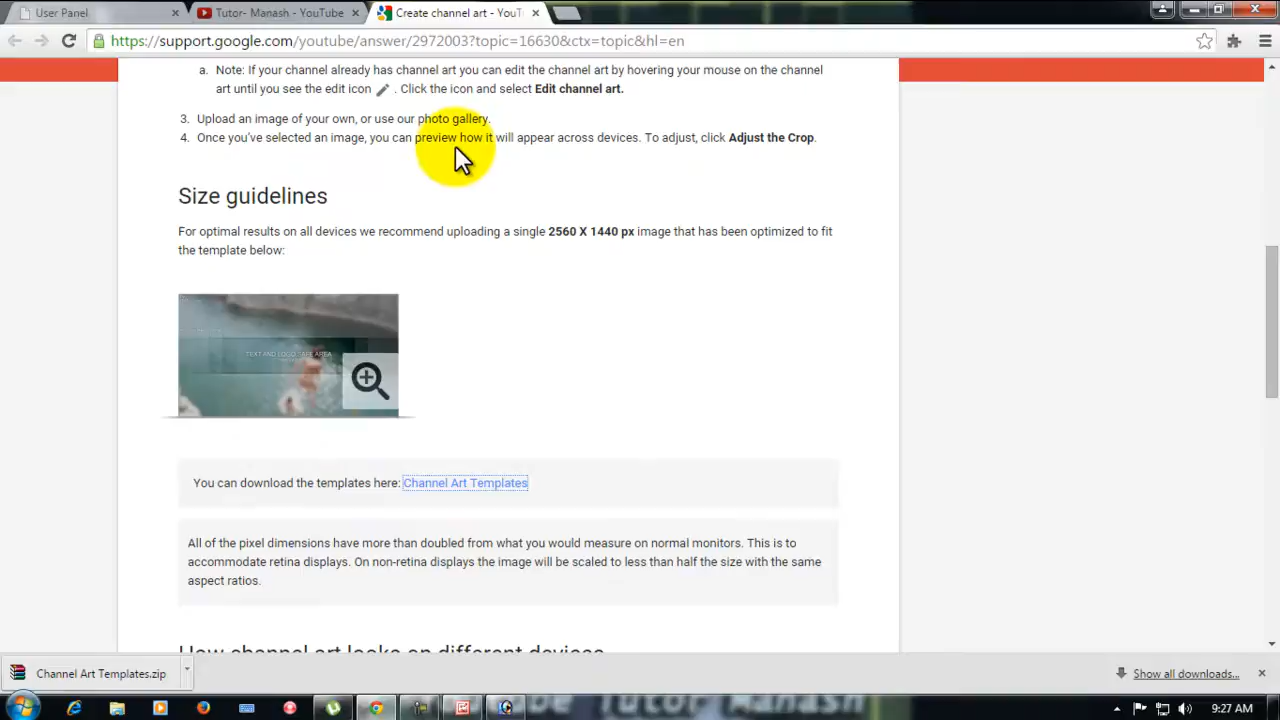 User Panel
Tutor- Manash - YouTube
Create channel art - YouT
https://support.google.com/youtube/answer/2972003?topic=16630&ctx=topic&hl=en
a. Note: If your channel already has channel art you can edit the channel art by hovering your mouse on the channel
art until you see the edit icon . Click the icon and select Edit channel art.
3. Upload an image of your own, or use our photo gallery.
4. Once you've selected an image, you can preview how it will appear across devices. To adjust, click Adjust the Crop.
Size guidelines
For optimal results on all devices we recommend uploading a single 2560 X 1440 px image that has been optimized to fit
the template below:
TEXT AND LOGO SAFE AREA
You can download the templates here: Channel Art Templates
All of the pixel dimensions have more than doubled from what you would measure on normal monitors. This is to
accommodate retina displays. On non-retina displays the image will be scaled to less than half the size with the same
aspect ratios.
How channel art looks on different devices
Channel Art Templates.zip
Show all downloads...
Tutor Manash
9:27 AM